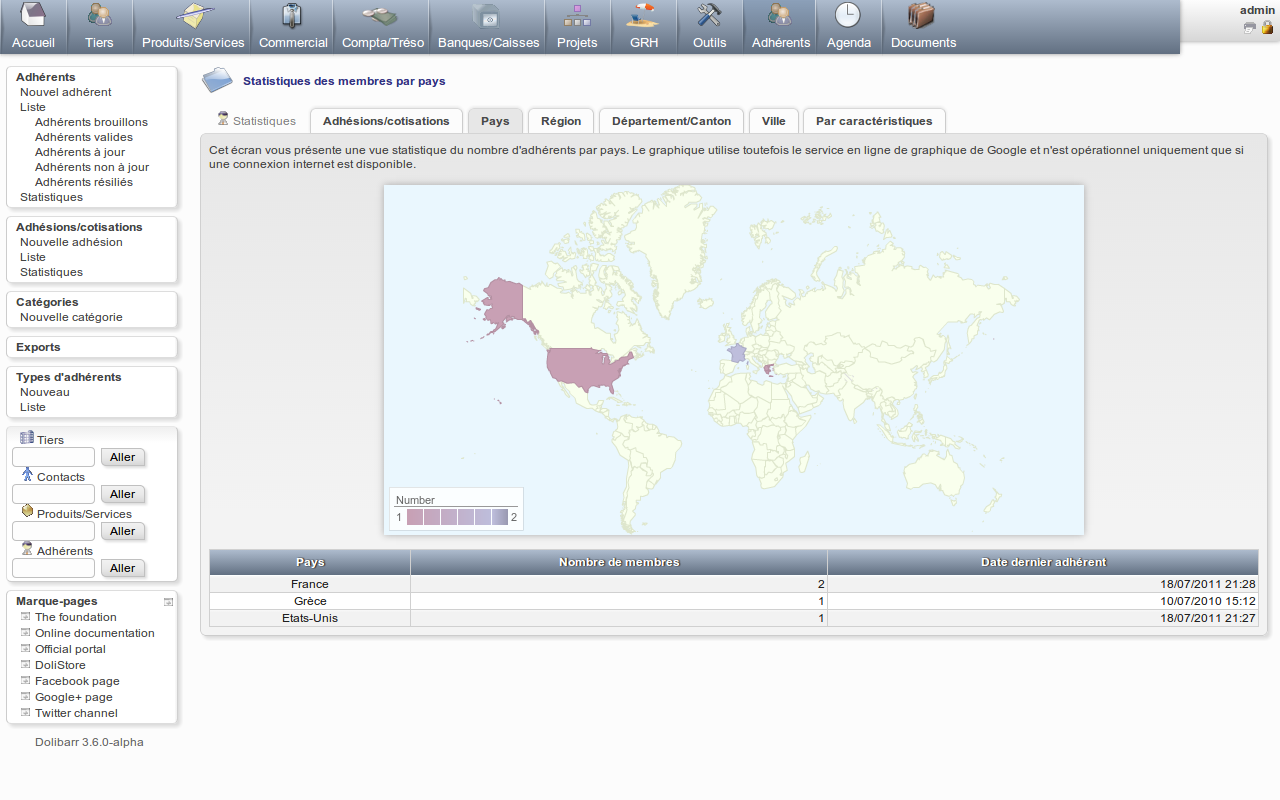 Accueil Tiers Produits/Services Commercial Compta/Tréso Banques/Caisses Projets GRH Outils Adhérents Agenda Documents
admin
Adhérents
Nouvel adhérent
Liste
Adhérents brouillons
Adhérents valides
Adhérents à jour
Adhérents non à jour
Adhérents résiliés
Statistiques
Adhésions/cotisations
Nouvelle adhésion
Liste
Statistiques
Catégories
Nouvelle catégorie
Exports
Types d'adhérents
Nouveau
Liste
Tiers
Aller
Contacts
Aller
Produits/Services
Aller
Adhérents
Aller
Marque-pages
The foundation
Online documentation
Official portal
DoliStore
Facebook page
Google+ page
Twitter channel
Dolibarr 3.6.0-alpha
Statistiques des membres par pays
Statistiques Adhésions/cotisations Pays Région Département/Canton Ville Par caractéristiques
Cet écran vous présente une vue statistique du nombre d'adhérents par pays. Le graphique utilise toutefois le service en ligne de graphique de Google et n'est opérationnel uniquement que si
une connexion internet est disponible.
Number
1 2
Pays Nombre de membres Date dernier adhérent
France 2 18/07/2011 21:28
Grèce 1 10/07/2010 15:12
Etats-Unis 1 18/07/2011 21:27